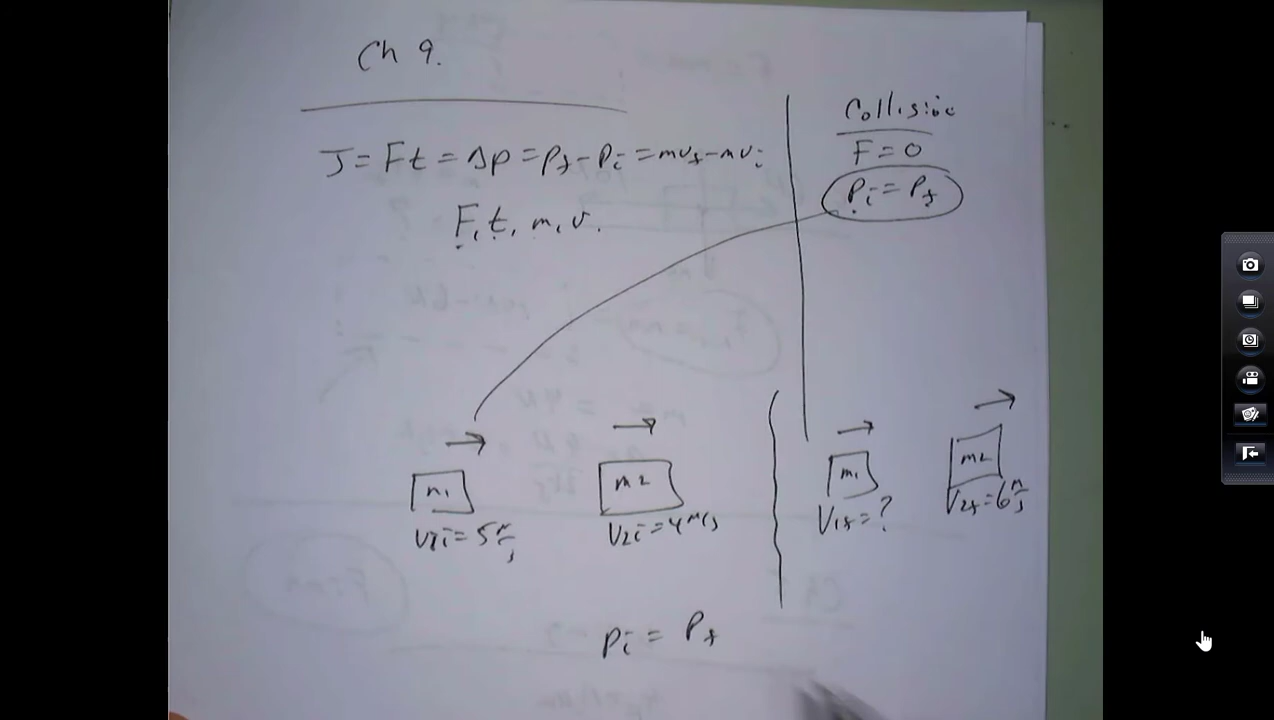 Ch 9.
J = Ft = Δp = Pf - Pi = mvf - mvi
F, t, m, v.
Collision
F = 0
Pi = Pf
m1
V1i = 5 m/s
m2
V2i = 4 m/s
m1
V1f = ?
m2
V2f = 6 m/s
Pi = Pf